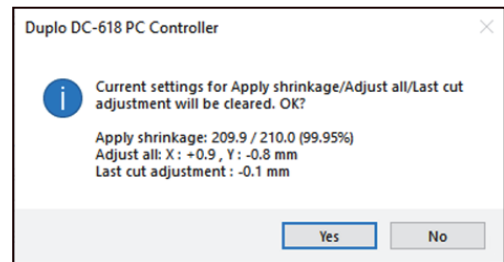 Duplo DC-618 PC Controller
Current settings for Apply shrinkage/Adjust all/Last cut
adjustment will be cleared. OK?
Apply shrinkage: 209.9 / 210.0 (99.95%)
Adjust all: X : +0.9 , Y : -0.8 mm
Last cut adjustment : -0.1 mm
Yes
No